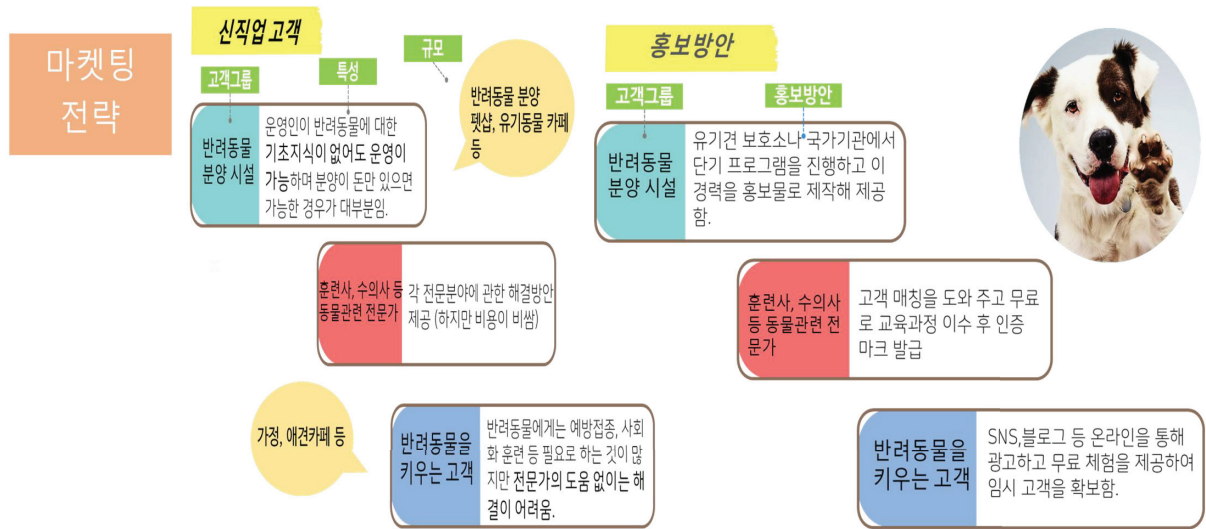 마켓팅
전략
신직업 고객
고객그룹
특성
규모
반려동물
분양 시설
운영인이 반려동물에 대한
기초지식이 없어도 운영이
가능하며 분양이 돈만 있으면
가능한 경우가 대부분임.
반려동물 분양
펫샵, 유기동물 카페
등
훈련사, 수의사 등
동물관련 전문가
각 전문분야에 관한 해결방안
제공 (하지만 비용이 비쌈)
가정, 애견카페 등
반려동물을
키우는 고객
반려동물에게는 예방접종, 사회
화 훈련 등 필요로 하는 것이 많
지만 전문가의 도움 없이는 해
결이 어려움.
홍보방안
고객그룹
홍보방안
반려동물
분양 시설
유기견 보호소나 국가기관에서
단기 프로그램을 진행하고 이
경력을 홍보물로 제작해 제공
함.
훈련사, 수의사
등 동물관련 전
문가
고객 매칭을 도와 주고 무료
로 교육과정 이수 후 인증
마크 발급
반려동물을
키우는 고객
SNS,블로그 등 온라인을 통해
광고하고 무료 체험을 제공하여
임시 고객을 확보함.